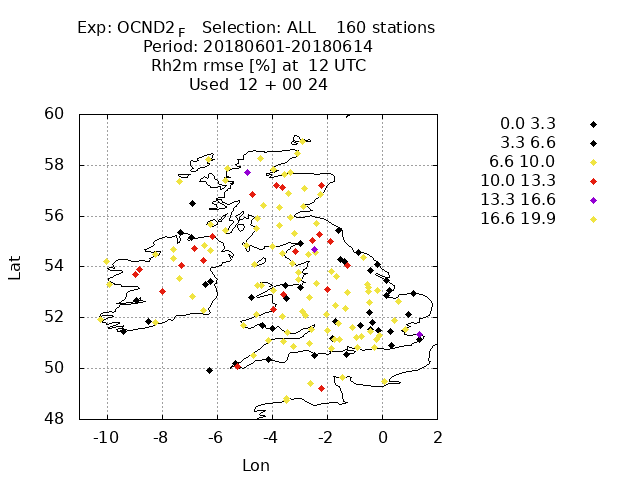 Exp: OCND2F Selection: ALL 160 stations
Period: 20180601-20180614
Rh2m rmse [%] at 12 UTC
Used 12 + 00 24
0.0 3.3
3.3 6.6
6.6 10.0
10.0 13.3
13.3 16.6
16.6 19.9
60
58
56
54
52
50
48
Lat
-10 -8 -6 -4 -2 0 2
Lon